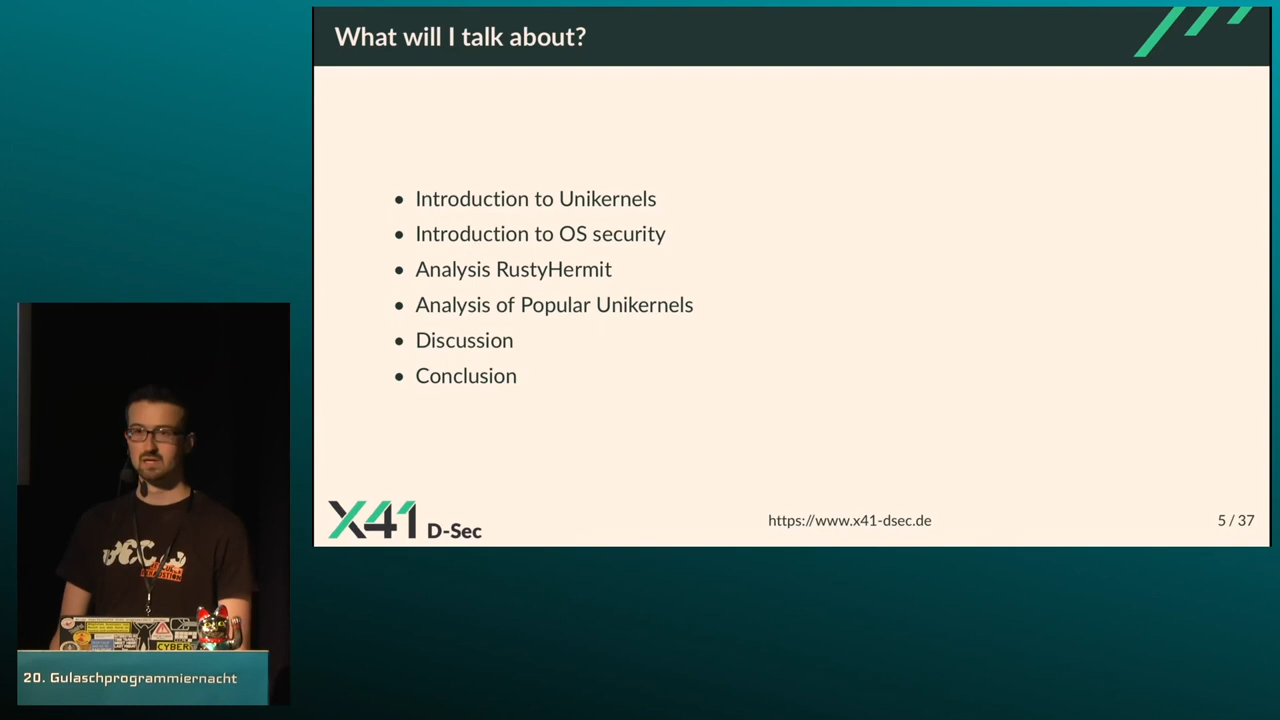 What will I talk about?
• Introduction to Unikernels
• Introduction to OS security
• Analysis RustyHermit
• Analysis of Popular Unikernels
• Discussion
• Conclusion
X41 D-Sec
https://www.x41-dsec.de
5 / 37
CYBER
20. Gulaschprogrammiernacht